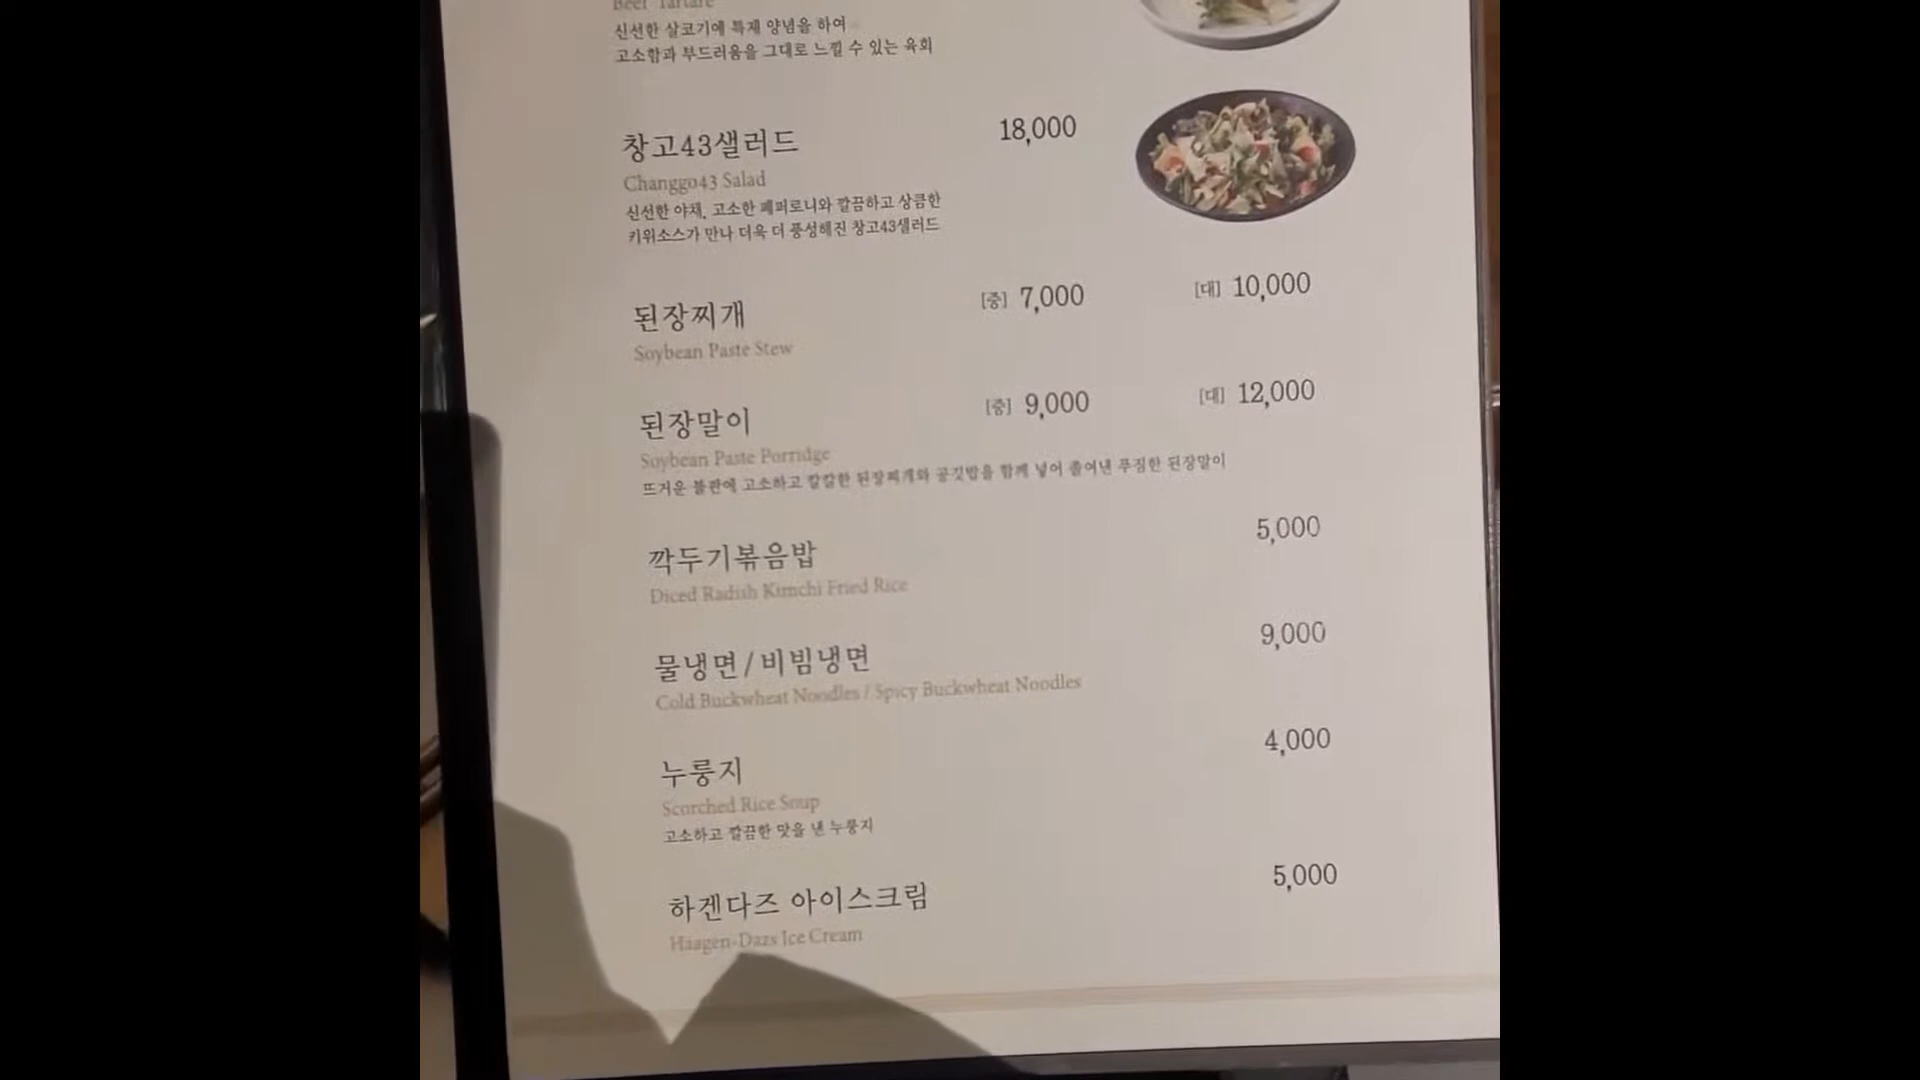 Beef Tartare
신선한 살코기에 특제 양념을 하여
고소함과 부드러움을 그대로 느낄 수 있는 육회
창고43샐러드 18,000
Changgo43 Salad
신선한 야채, 고소한 페퍼로니와 깔끔하고 상큼한
키위소스가 만나 더욱 더 풍성해진 창고43샐러드
된장찌개 [중] 7,000 [대] 10,000
Soybean Paste Stew
된장말이 [중] 9,000 [대] 12,000
Soybean Paste Porridge
뜨거운 불판에 고소하고 칼칼한 된장찌개와 공깃밥을 함께 넣어 졸여낸 푸짐한 된장말이
깍두기볶음밥 5,000
Diced Radish Kimchi Fried Rice
물냉면/비빔냉면 9,000
Cold Buckwheat Noodles / Spicy Buckwheat Noodles
누룽지 4,000
Scorched Rice Soup
고소하고 깔끔한 맛을 낸 누룽지
하겐다즈 아이스크림 5,000
Häagen-Dazs Ice Cream